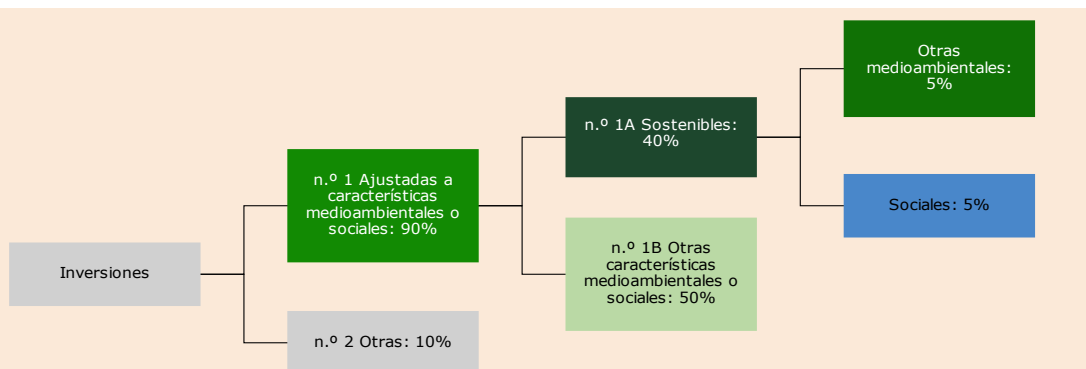 Otras
medioambientales:
5%
n.º 1A Sostenibles:
40%
n.º 1 Ajustadas a
características
medioambientales o
sociales: 90%
Sociales: 5%
n.º 1B Otras
características
medioambientales o
sociales: 50%
Inversiones
n.º 2 Otras: 10%